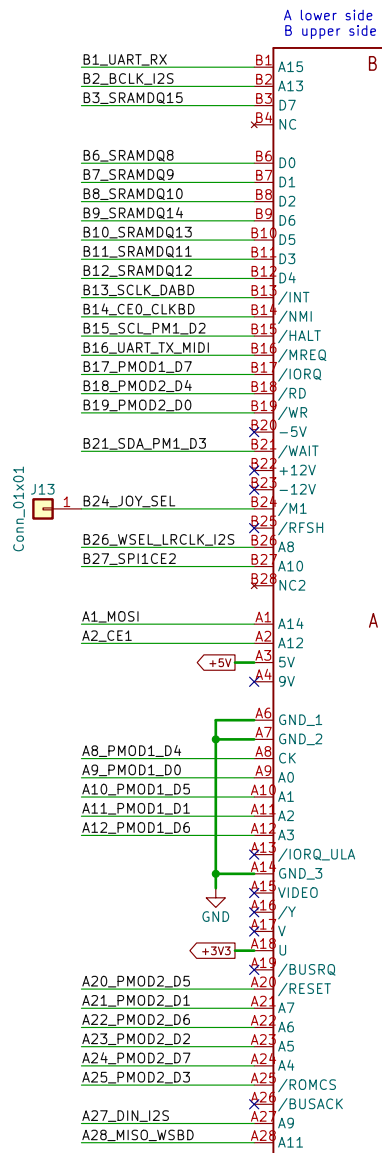 A lower side
B upper side
B
B1_UART_RX B1 A15
B2_BCLK_I2S B2 A13
B3_SRAMDQ15 B3 D7
B4 NC
B6_SRAMDQ8 B6 D0
B7_SRAMDQ9 B7 D1
B8_SRAMDQ10 B8 D2
B9_SRAMDQ14 B9 D6
B10_SRAMDQ13 B10 D5
B11_SRAMDQ11 B11 D3
B12_SRAMDQ12 B12 D4
B13_SCLK_DABD B13 /INT
B14_CE0_CLKBD B14 /NMI
B15_SCL_PM1_D2 B15 /HALT
B16_UART_TX_MIDI B16 /MREQ
B17_PMOD1_D7 B17 /IORQ
B18_PMOD2_D4 B18 /RD
B19_PMOD2_D0 B19 /WR
B20 -5V
B21_SDA_PM1_D3 B21 /WAIT
B22 +12V
B23 -12V
J13
Conn_01x01
1 B24_JOY_SEL B24 /M1
B25 /RFSH
B26_WSEL_LRCLK_I2S B26 A8
B27_SPI1CE2 B27 A10
B28 NC2
A
A1_MOSI A1 A14
A2_CE1 A2 A12
+5V A3 5V
A4 9V
A6 GND_1
A7 GND_2
A8_PMOD1_D4 A8 CK
A9_PMOD1_D0 A9 A0
A10_PMOD1_D5 A10 A1
A11_PMOD1_D1 A11 A2
A12_PMOD1_D6 A12 A3
A13 /IORQ_ULA
A14 GND_3
A15 VIDEO
A16 /Y
GND
A17 V
+3V3 A18 U
A19 /BUSRQ
A20_PMOD2_D5 A20 /RESET
A21_PMOD2_D1 A21 A7
A22_PMOD2_D6 A22 A6
A23_PMOD2_D2 A23 A5
A24_PMOD2_D7 A24 A4
A25_PMOD2_D3 A25 /ROMCS
A26 /BUSACK
A27_DIN_I2S A27 A9
A28_MISO_WSBD A28 A11